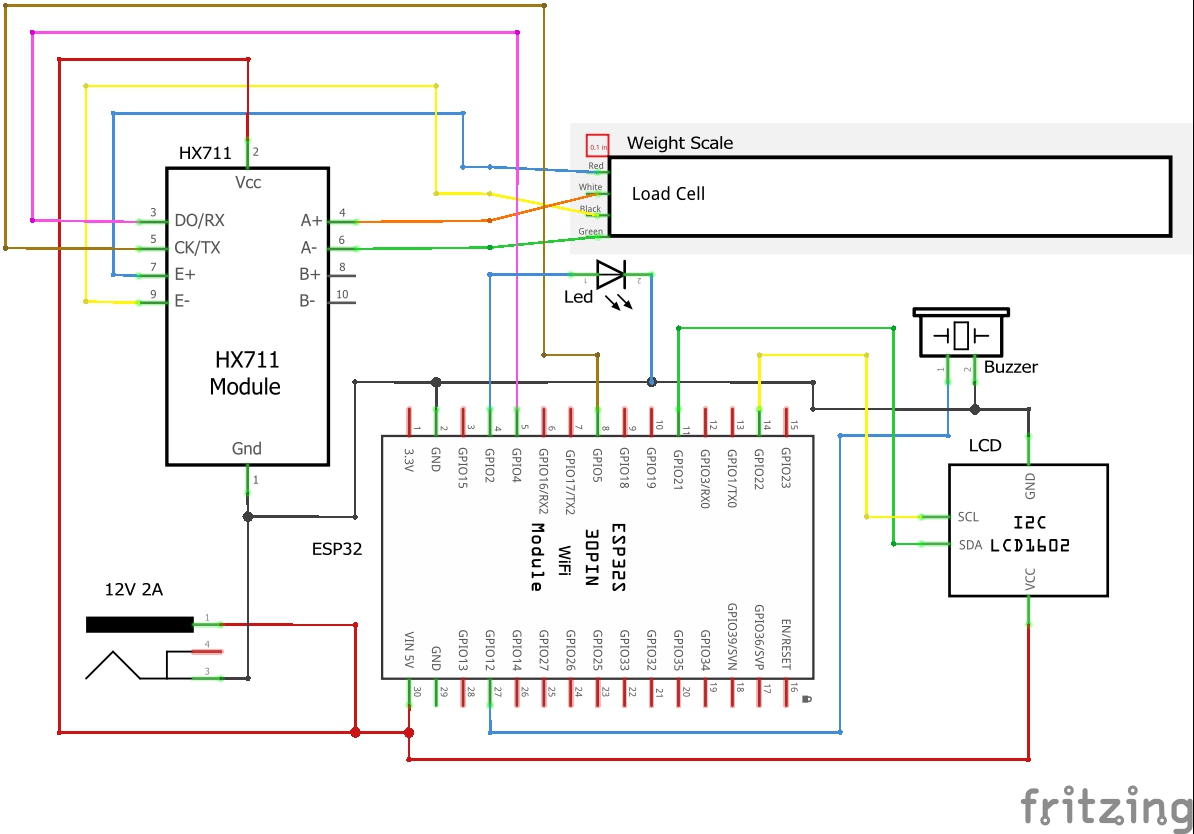 Weight Scale
0.1 in
Red
White
Black
Green
Load Cell
HX711
2
Vcc
3
DO/RX
5
CK/TX
7
E+
9
E-
A+
4
A-
6
B+
8
B-
10
HX711
Module
Gnd
1
1
2
Led
1
2
Buzzer
LCD
GND
SCL
SDA
I2C
LCD1602
VCC
ESP32
1
2
3
4
5
6
7
8
9
10
11
12
13
14
15
3.3V
GND
GPIO15
GPIO2
GPIO4
GPIO16/RX2
GPIO17/TX2
GPIO5
GPIO18
GPIO19
GPIO21
GPIO3/RX0
GPIO1/TX0
GPIO22
GPIO23
ESP32S
30PIN
WiFi
Module
VIN 5V
GND
GPIO13
GPIO12
GPIO14
GPIO27
GPIO26
GPIO25
GPIO33
GPIO32
GPIO35
GPIO34
GPIO39/SVN
GPIO36/SVP
EN/RESET
30
29
28
27
26
25
24
23
22
21
20
19
18
17
16
12V 2A
1
4
3
fritzing